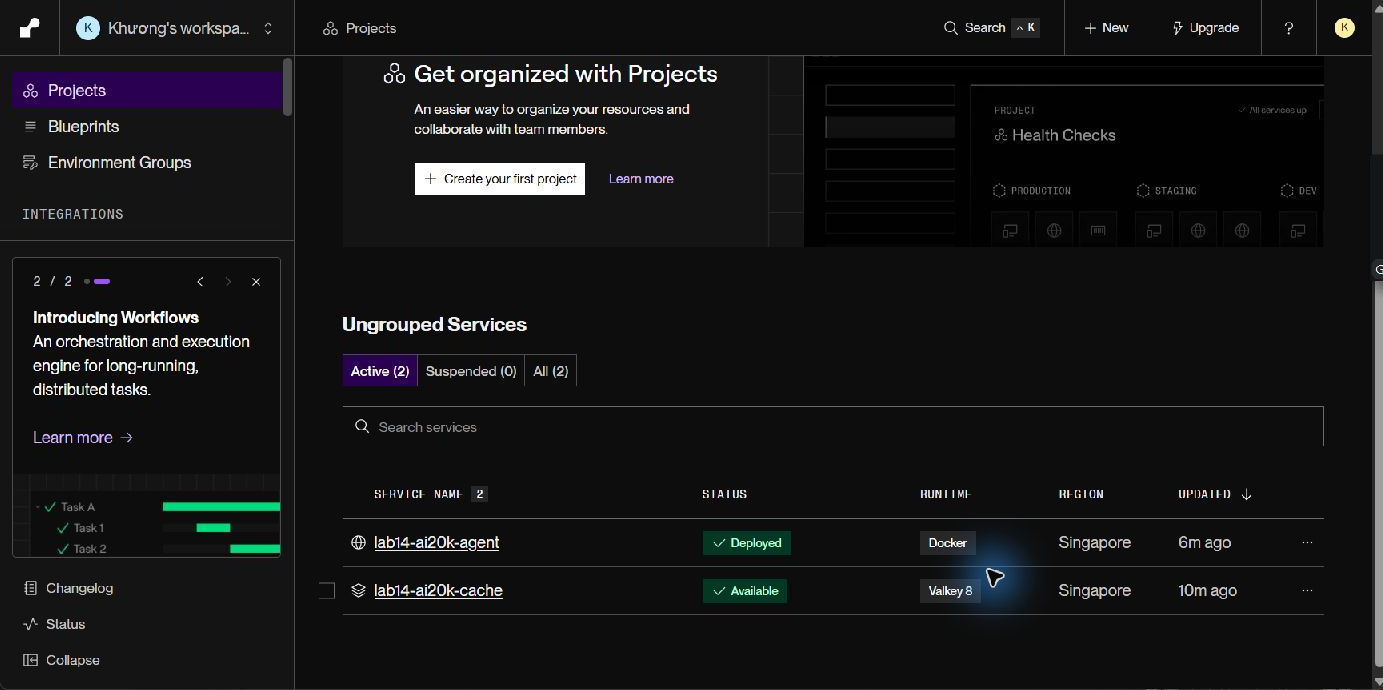 K Khương's workspa...
Projects
Search ^ K
+ New
Upgrade
?
K
Projects
Blueprints
Environment Groups
INTEGRATIONS
2 / 2
Introducing Workflows
An orchestration and execution
engine for long-running,
distributed tasks.
Learn more →
Task A
Task 1
Task 2
Changelog
Status
Collapse
Get organized with Projects
An easier way to organize your resources and
collaborate with team members.
+ Create your first project
Learn more
PROJECT
All services up
Health Checks
PRODUCTION
STAGING
DEV
Ungrouped Services
Active (2)
Suspended (0)
All (2)
Search services
SERVICE NAME 2 STATUS RUNTIME REGION UPDATED ↓
lab14-ai20k-agent ✓ Deployed Docker Singapore 6m ago ...
lab14-ai20k-cache ✓ Available Valkey 8 Singapore 10m ago ...